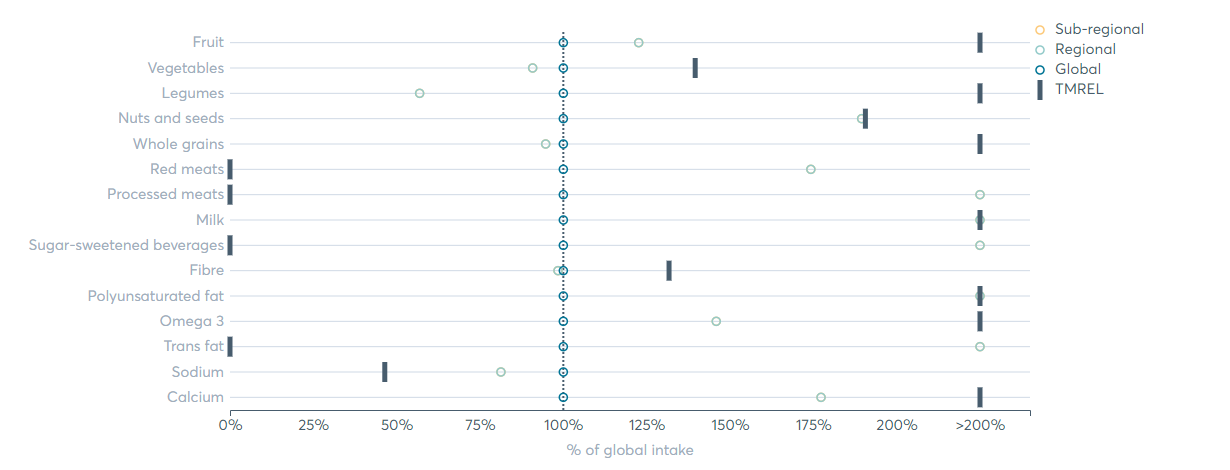 Fruit
Vegetables
Legumes
Nuts and seeds
Whole grains
Red meats
Processed meats
Milk
Sugar-sweetened beverages
Fibre
Polyunsaturated fat
Omega 3
Trans fat
Sodium
Calcium
0% 25% 50% 75% 100% 125% 150% 175% 200% >200%
% of global intake
Sub-regional
Regional
Global
TMREL